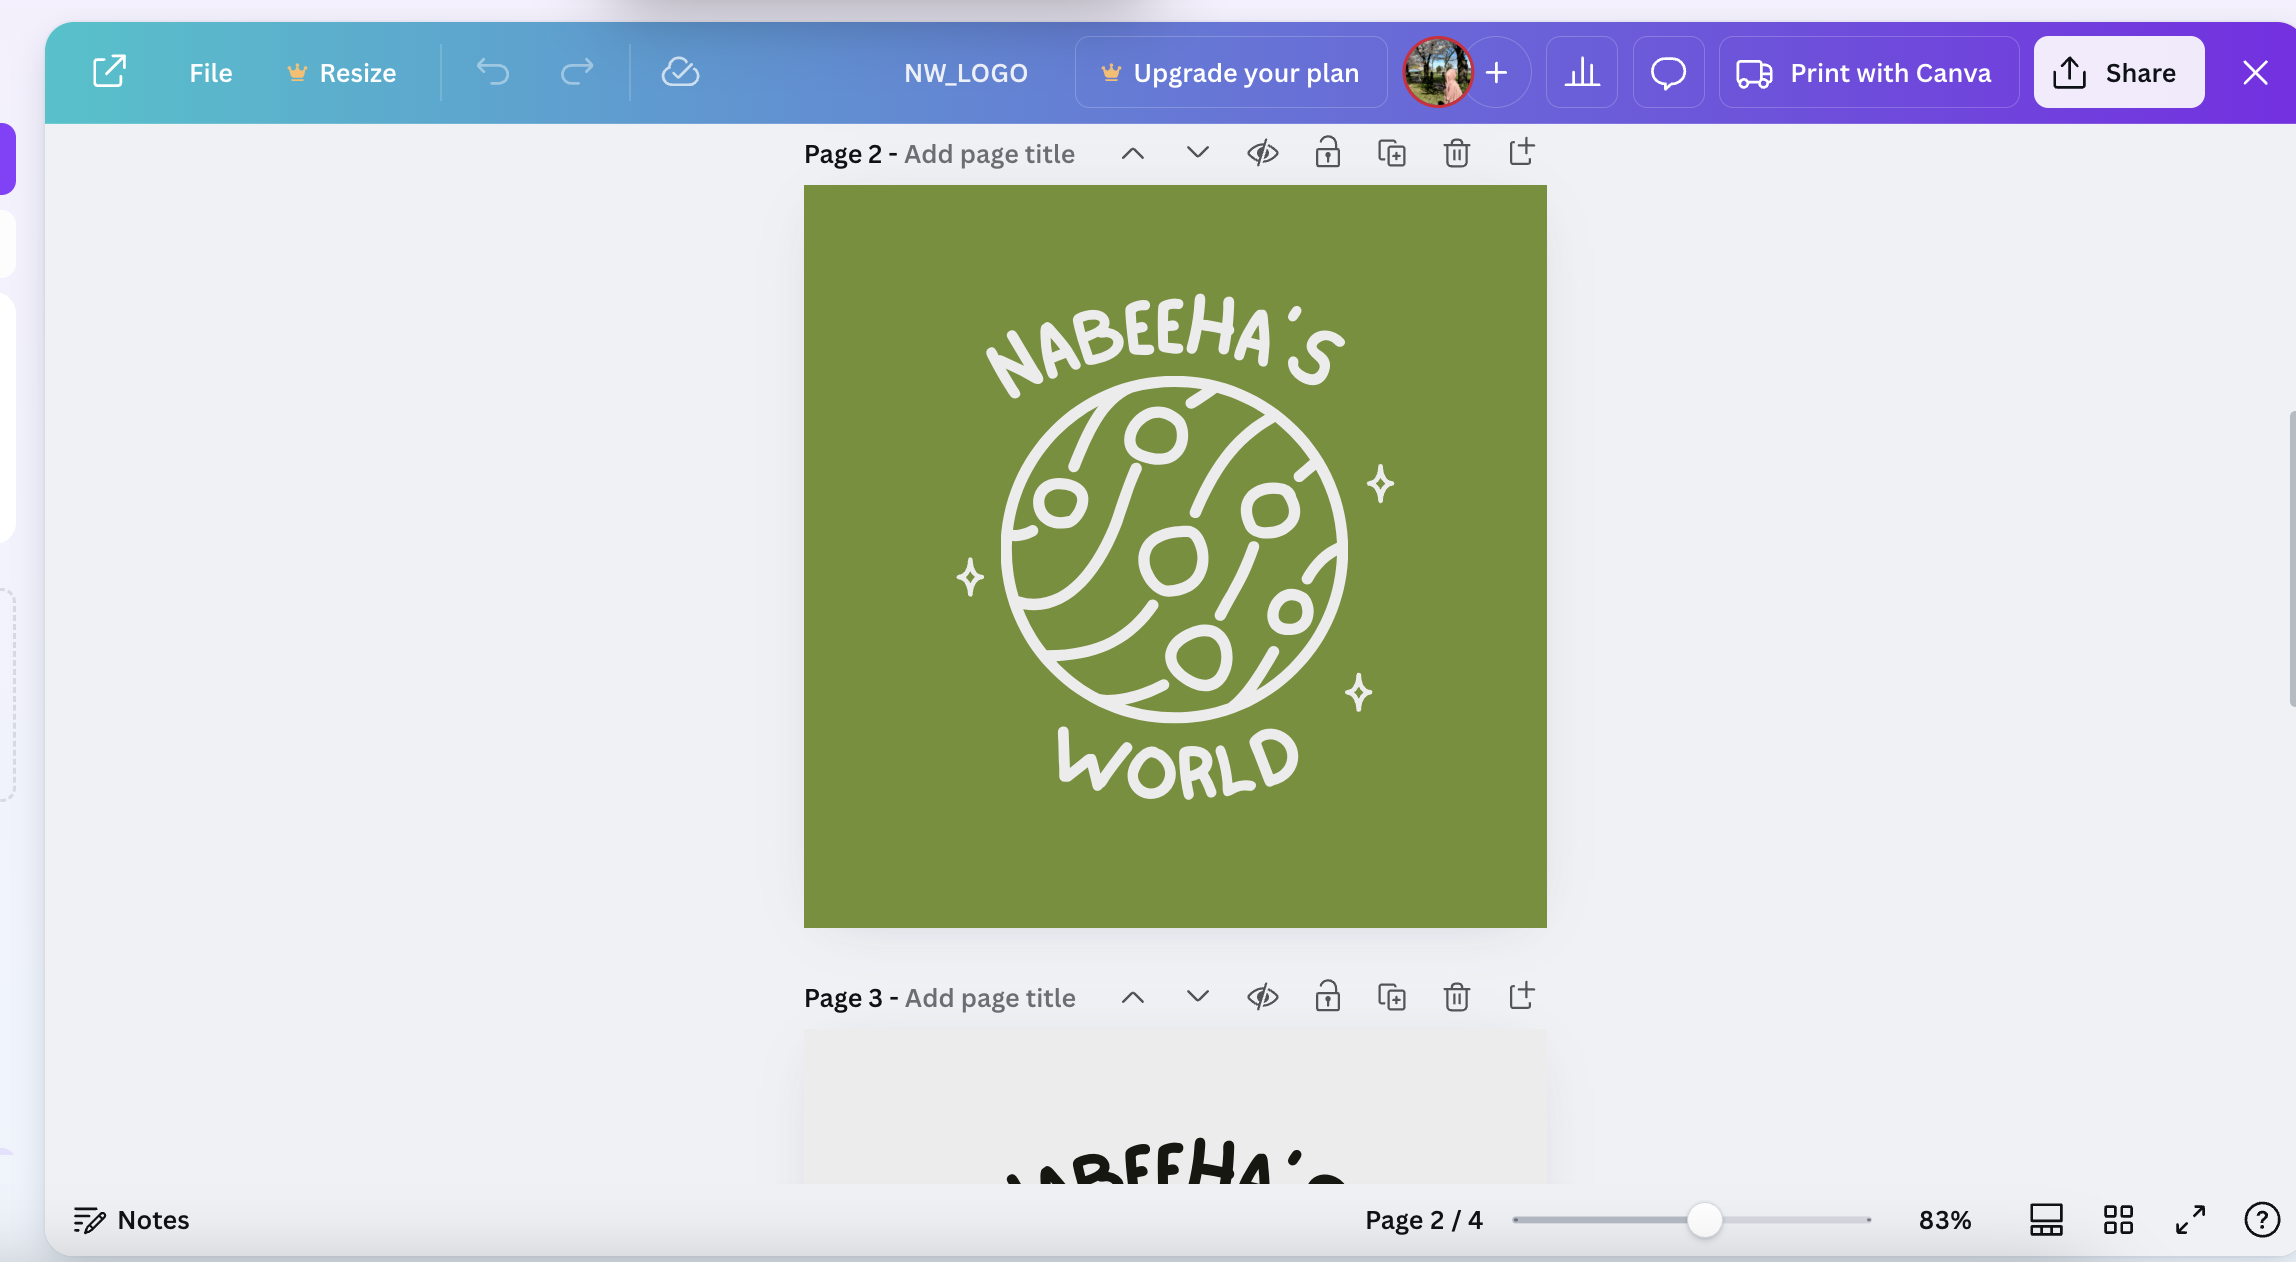 File
Resize
NW_LOGO
Upgrade your plan
Print with Canva
Share
Page 2 - Add page title
NABEEHA'S
WORLD
Page 3 - Add page title
NABEEHA'S
Notes
Page 2 / 4
83%